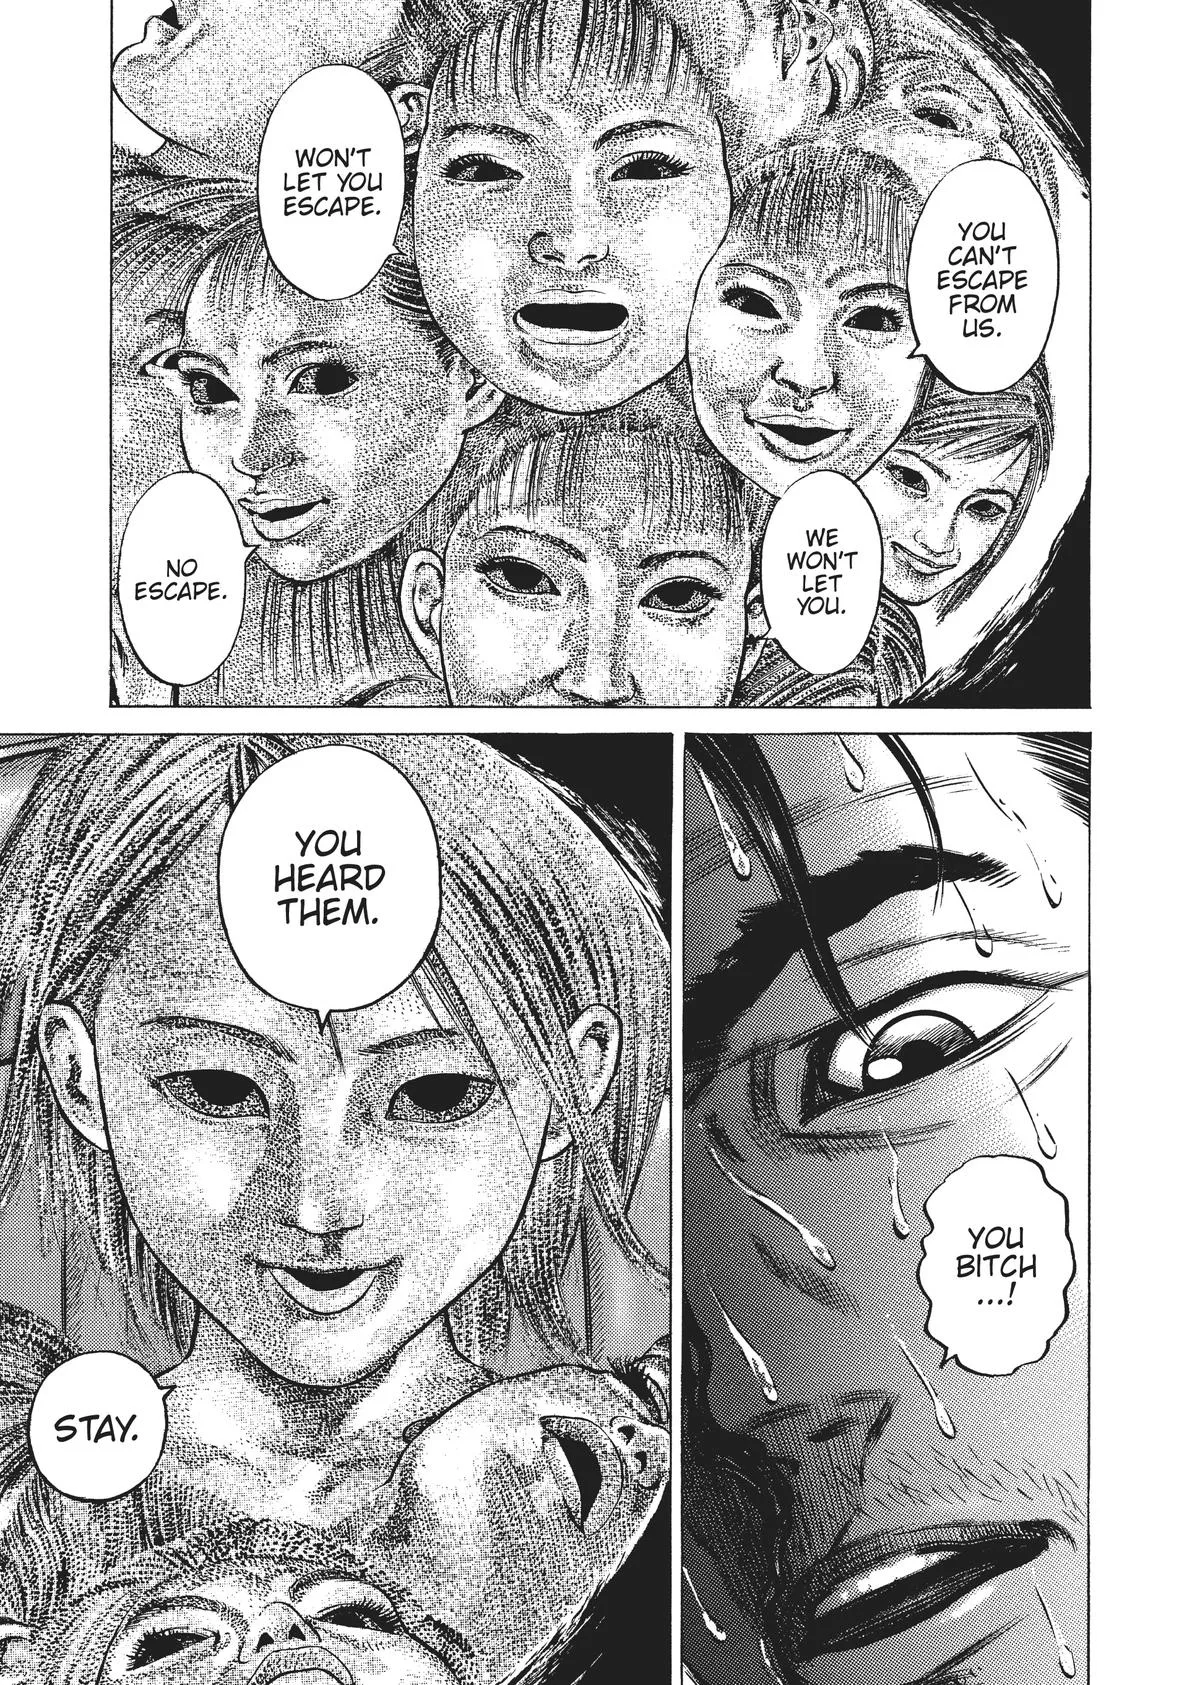 YOU
CAN'T
ESCAPE
FROM
US.
WON'T
LET YOU
ESCAPE.
WE
WON'T
LET
YOU.
NO
ESCAPE.
YOU
BITCH
...!
YOU
HEARD
THEM.
STAY.